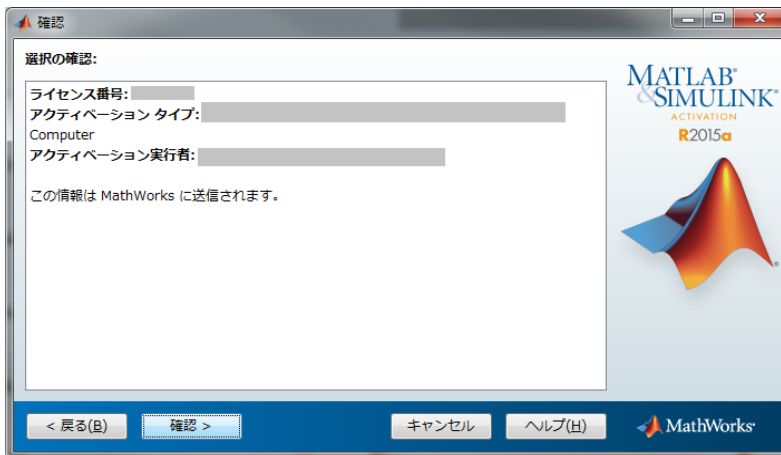 確認
選択の確認:
MATLAB®
&SIMULINK®
ACTIVATION
R2015a
ライセンス番号:
アクティベーション タイプ:
Computer
アクティベーション実行者:
この情報は MathWorks に送信されます。
< 戻る(B)
確認 >
キャンセル
ヘルプ(H)
MathWorks®